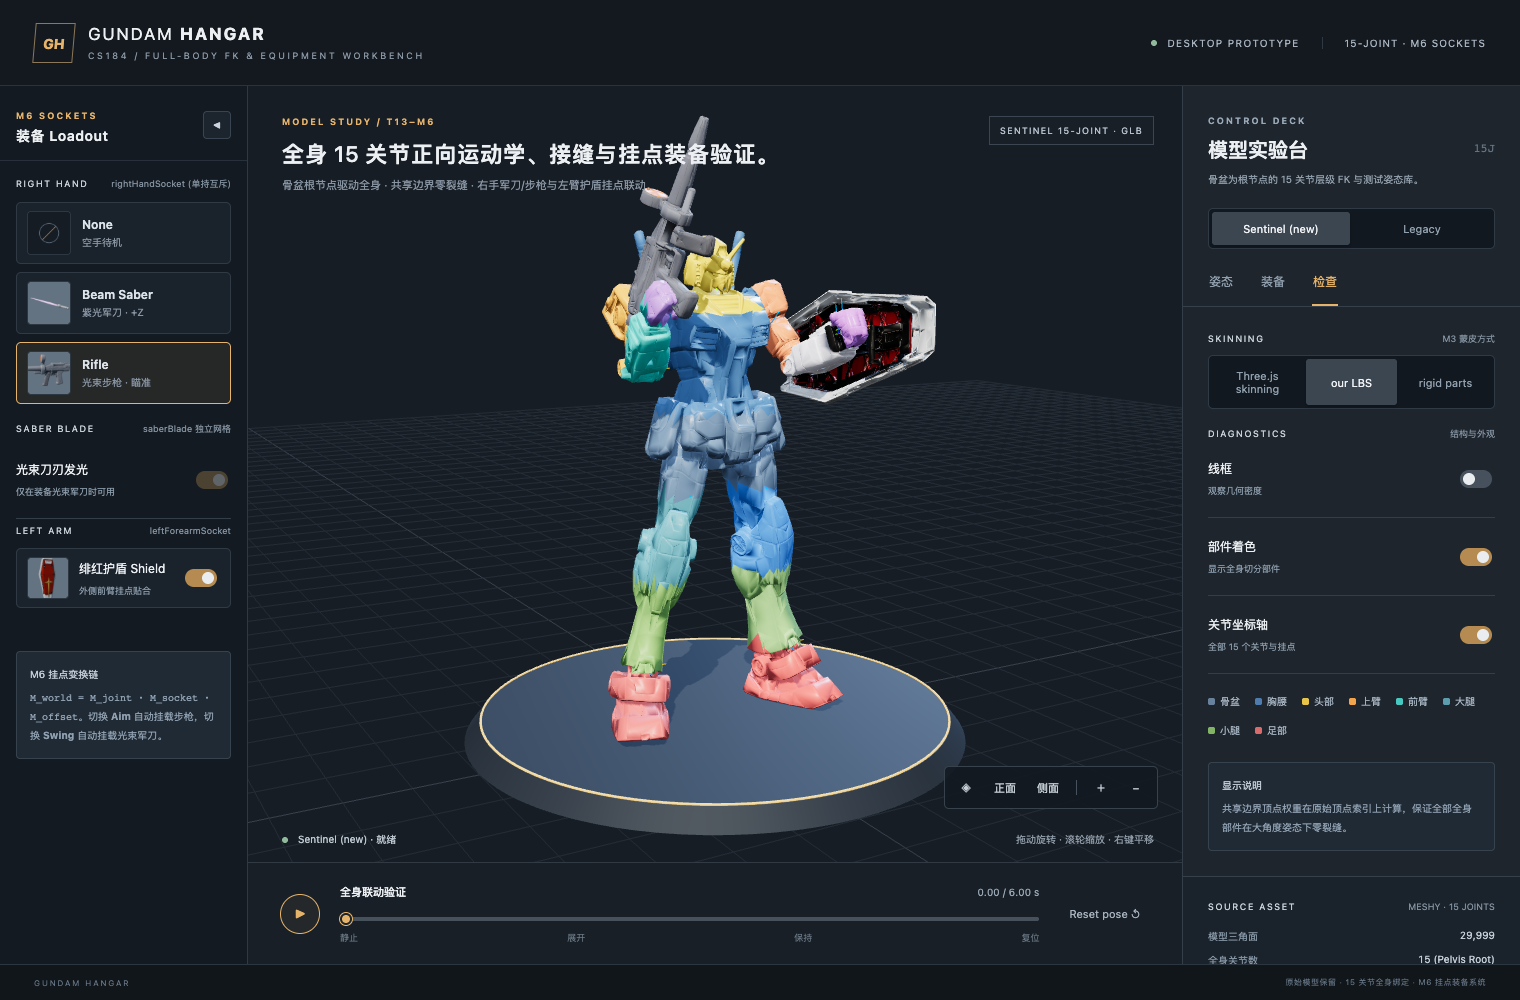 GH
GUNDAM HANGAR
CS184 / FULL-BODY FK & EQUIPMENT WORKBENCH
DESKTOP PROTOTYPE
15-JOINT · M6 SOCKETS
M6 SOCKETS
装备 Loadout
RIGHT HAND
rightHandSocket (单持互斥)
None
空手待机
Beam Saber
紫光军刀 · +Z
Rifle
光束步枪 · 瞄准
SABER BLADE
saberBlade 独立网格
光束刀刃发光
仅在装备光束军刀时可用
LEFT ARM
leftForearmSocket
绯红护盾 Shield
外侧前臂挂点贴合
M6 挂点变换链
M_world = M_joint · M_socket ·
M_offset。切换 Aim 自动挂载步枪，切
换 Swing 自动挂载光束军刀。
MODEL STUDY / T13–M6
全身 15 关节正向运动学、接缝与挂点装备验证。
骨盆根节点驱动全身 · 共享边界零裂缝 · 右手军刀/步枪与左臂护盾挂点联动。
SENTINEL 15-JOINT · GLB
正面
侧面
+
−
Sentinel (new) · 就绪
拖动旋转 · 滚轮缩放 · 右键平移
全身联动验证
0.00 / 6.00 s
静止
展开
保持
复位
Reset pose
CONTROL DECK
模型实验台
15J
骨盆为根节点的 15 关节层级 FK 与测试姿态库。
Sentinel (new)
Legacy
姿态
装备
检查
SKINNING
M3 蒙皮方式
Three.js
skinning
our LBS
rigid parts
DIAGNOSTICS
结构与外观
线框
观察几何密度
部件着色
显示全身切分部件
关节坐标轴
全部 15 个关节与挂点
骨盆
胸腰
头部
上臂
前臂
大腿
小腿
足部
显示说明
共享边界顶点权重在原始顶点索引上计算，保证全部全身
部件在大角度姿态下零裂缝。
SOURCE ASSET
MESHY · 15 JOINTS
模型三角面
29,999
全身关节数
15 (Pelvis Root)
GUNDAM HANGAR
原始模型保留 · 15 关节全身绑定 · M6 挂点装备系统